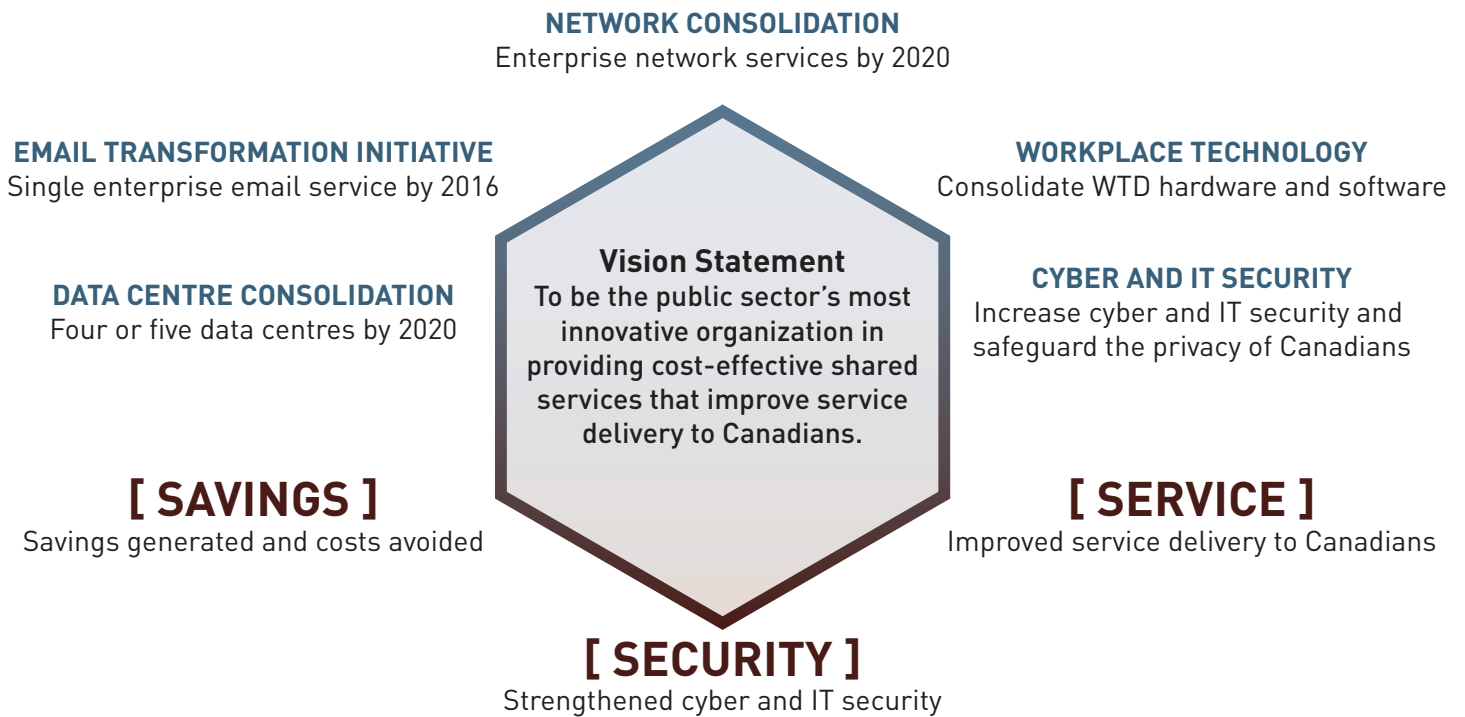 NETWORK CONSOLIDATION
Enterprise network services by 2020
EMAIL TRANSFORMATION INITIATIVE
Single enterprise email service by 2016
WORKPLACE TECHNOLOGY
Consolidate WTD hardware and software
DATA CENTRE CONSOLIDATION
Four or five data centres by 2020
Vision Statement
To be the public sector’s most
innovative organization in
providing cost-effective shared
services that improve service
delivery to Canadians.
CYBER AND IT SECURITY
Increase cyber and IT security and
safeguard the privacy of Canadians
[ SAVINGS ]
Savings generated and costs avoided
[ SERVICE ]
Improved service delivery to Canadians
[ SECURITY ]
Strengthened cyber and IT security